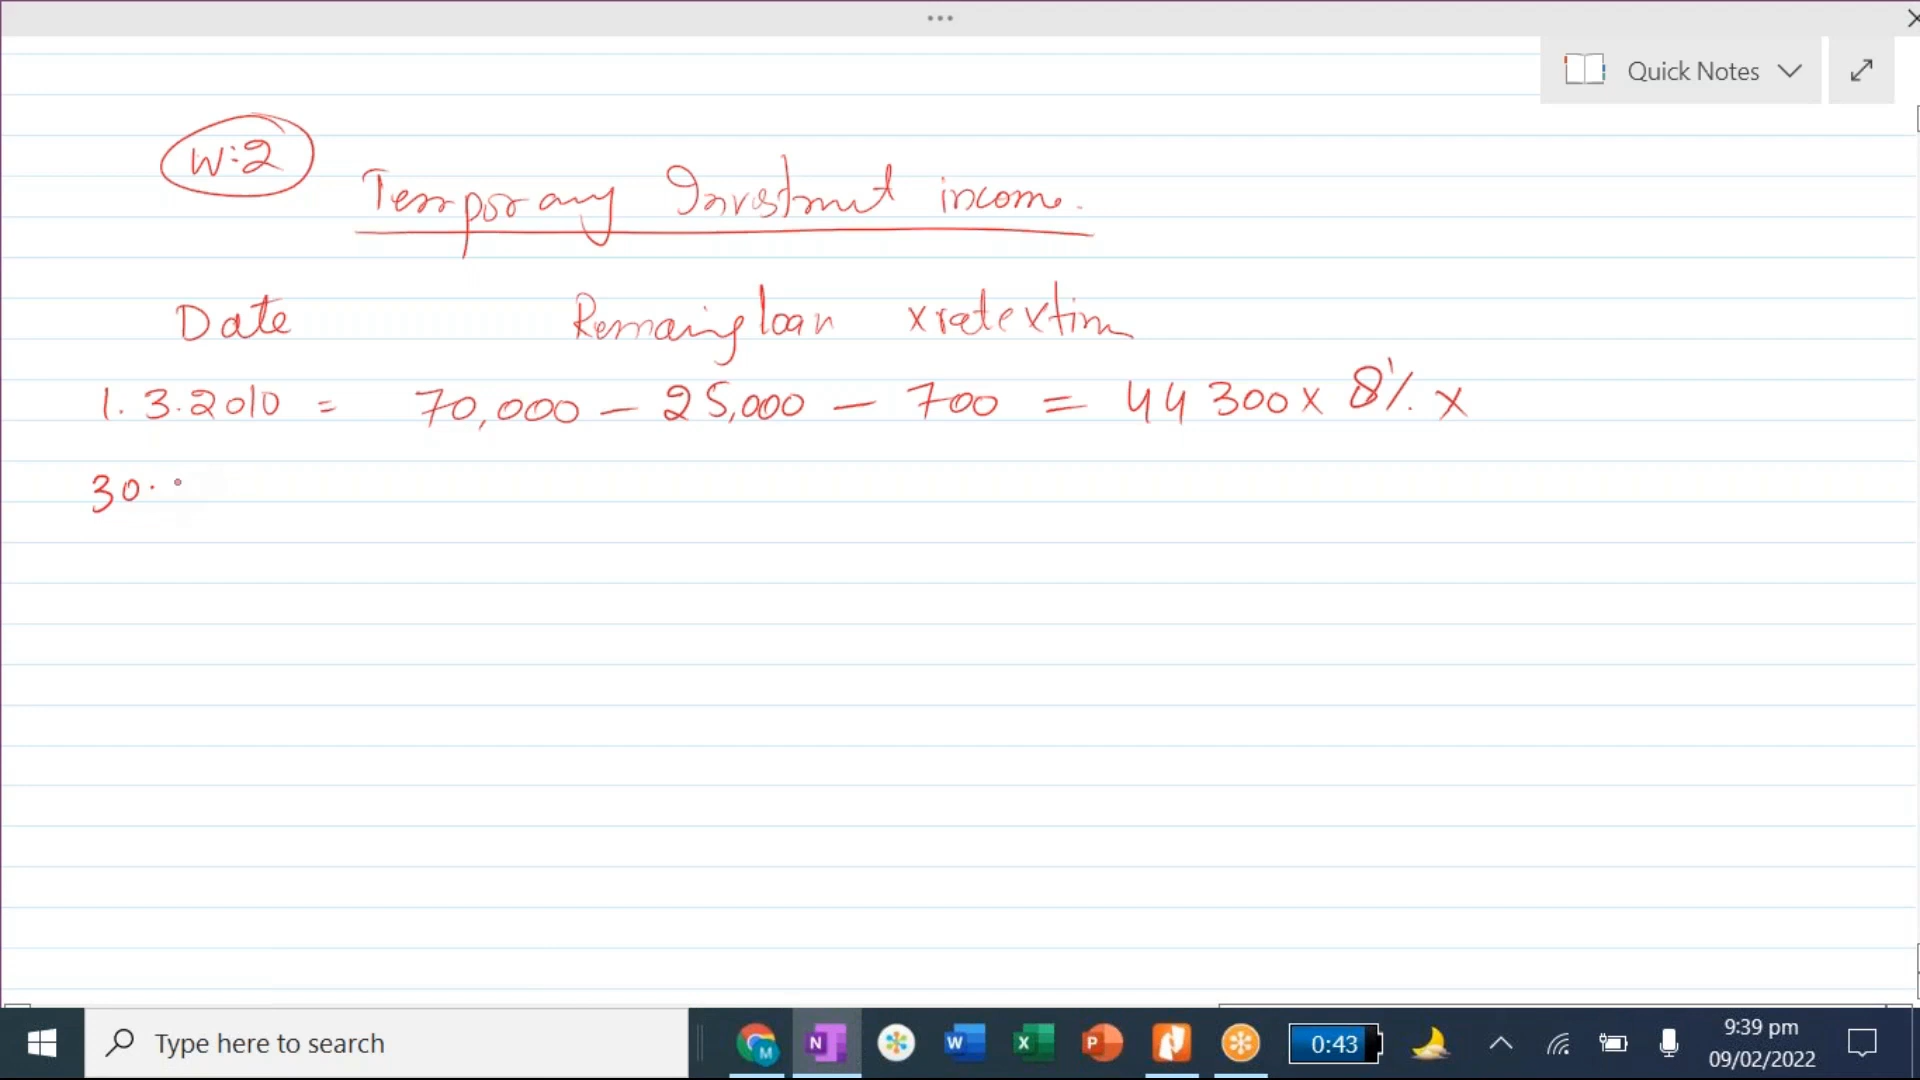 •••
Quick Notes
W:2
Temporary Investment income.
Date Remaing loan x rate x time
1. 3. 2010 = 70,000 – 25,000 – 700 = 44 300 x 8% x
30.
Type here to search
0:43
9:39 pm
09/02/2022